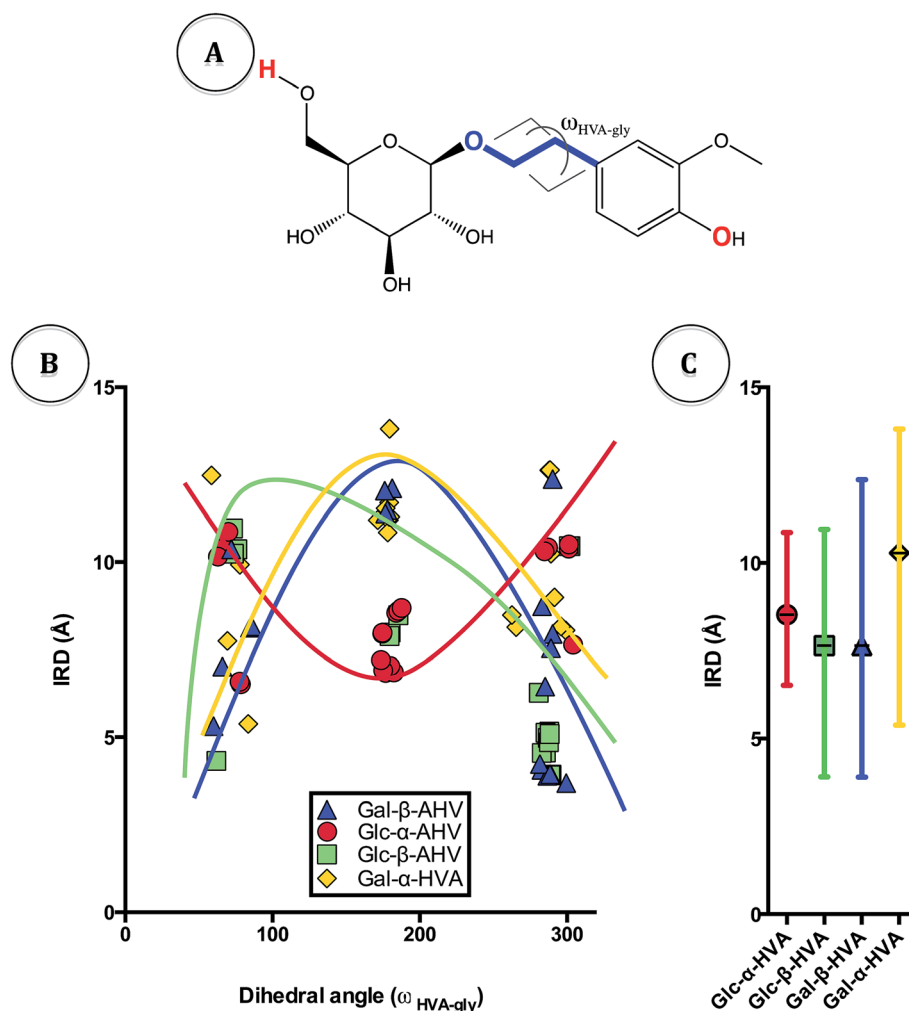 A
H
O
O
O
ωHVA-gly
O
HO
OH
OH
OH
B
C
15
10
5
0
IRD (Å)
0
100
200
300
Dihedral angle (ω HVA-gly)
Gal-β-AHV
Glc-α-AHV
Glc-β-AHV
Gal-α-HVA
15
10
5
0
IRD (Å)
Glc-α-HVA
Glc-β-HVA
Gal-β-HVA
Gal-α-HVA